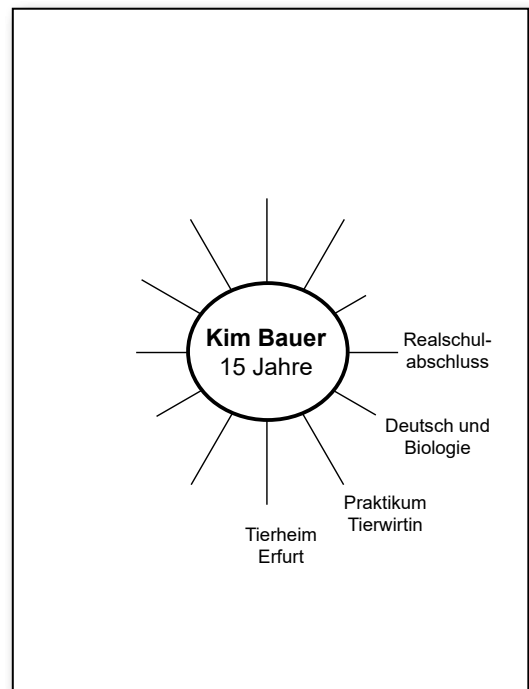 Kim Bauer
15 Jahre
Realschul-
abschluss
Deutsch und
Biologie
Praktikum
Tierwirtin
Tierheim
Erfurt